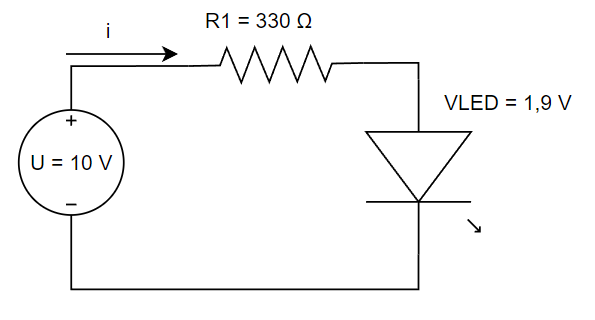 R1 = 330 Ω
i
VLED = 1,9 V
+
U = 10 V
−